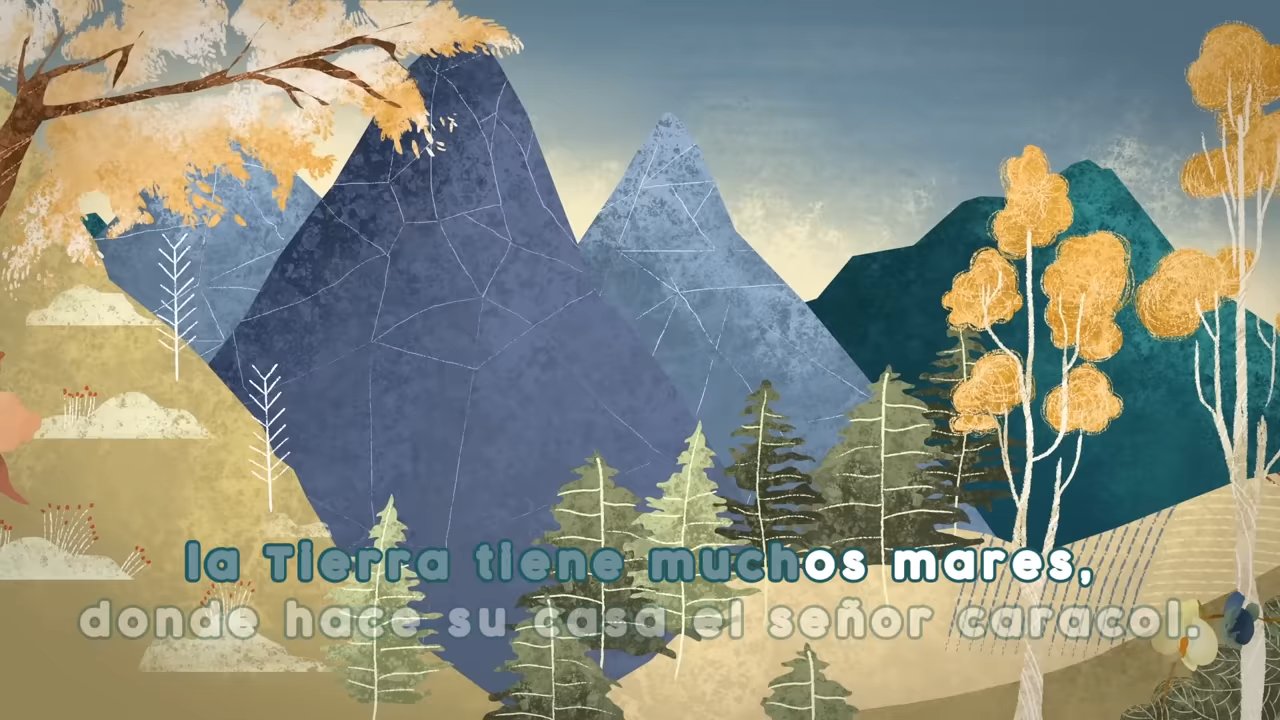 la Tierra tiene muchos mares,
donde hace su casa el señor caracol.